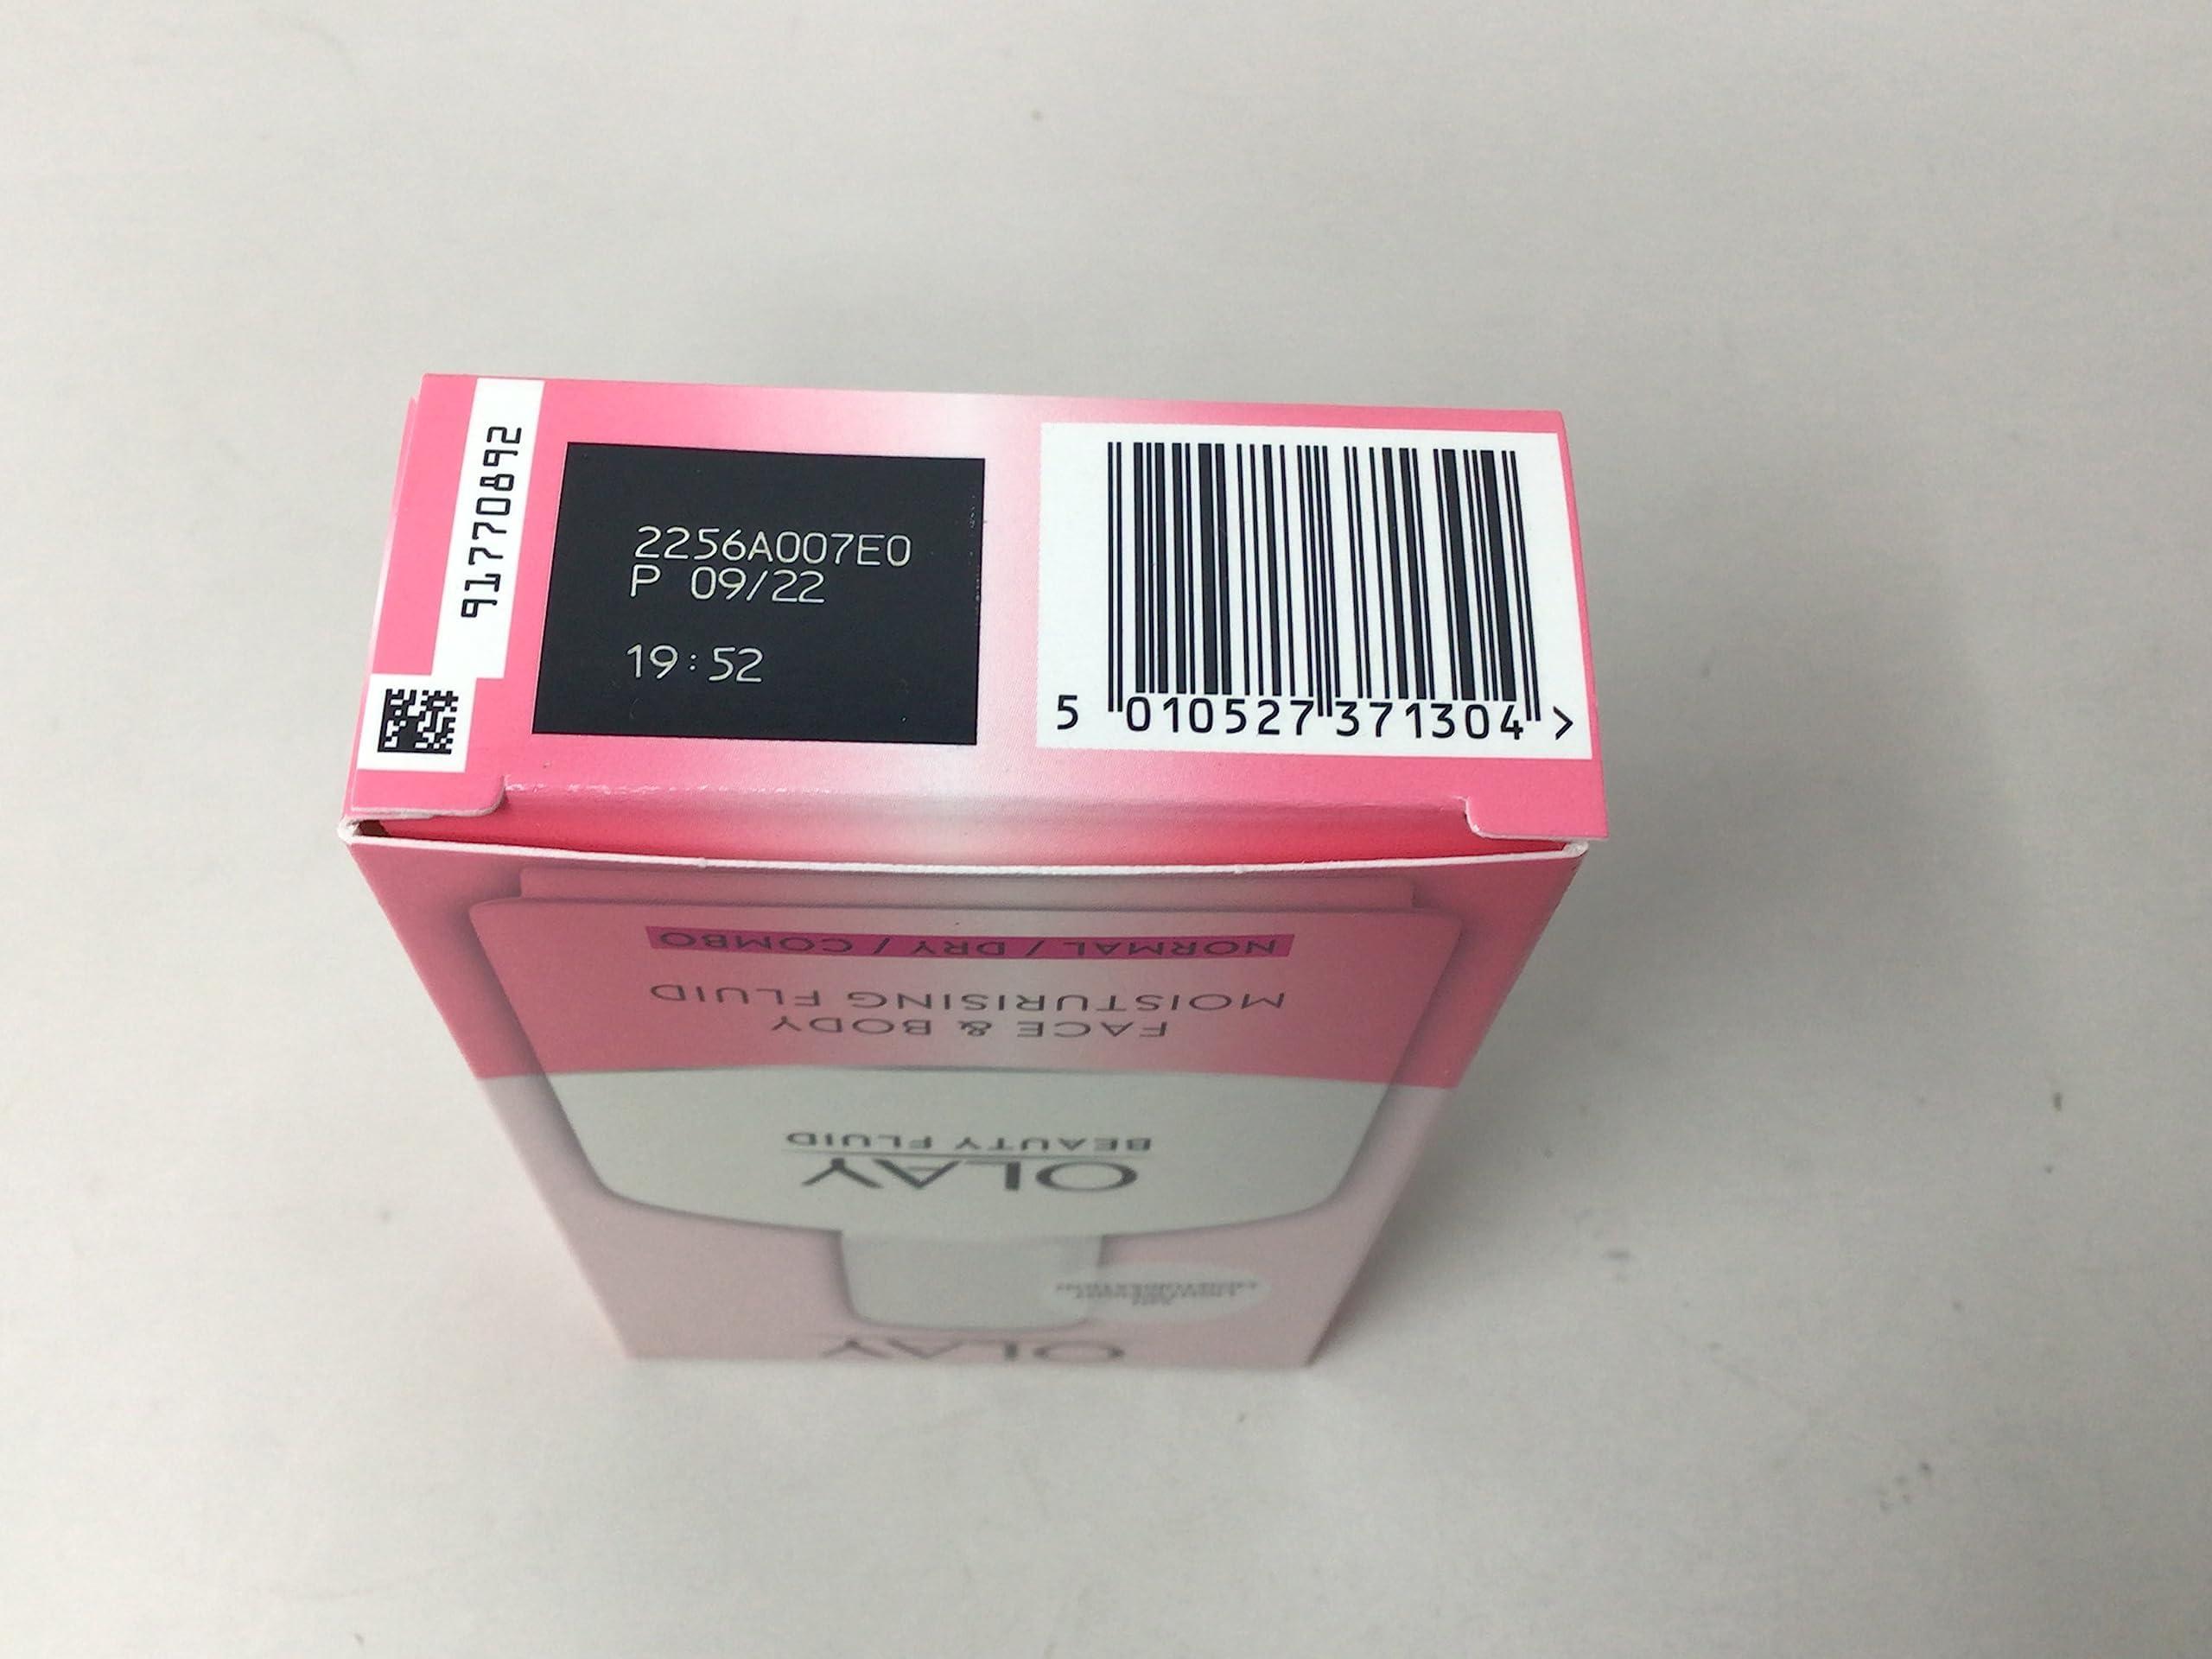 91770892
2256A007E0
P 09/22
19:52
5 010527 371304 >
NORMAL / DRY / COMBO
MOISTURISING FLUID
FACE & BODY
BEAUTY FLUID
OLAY
OLAY